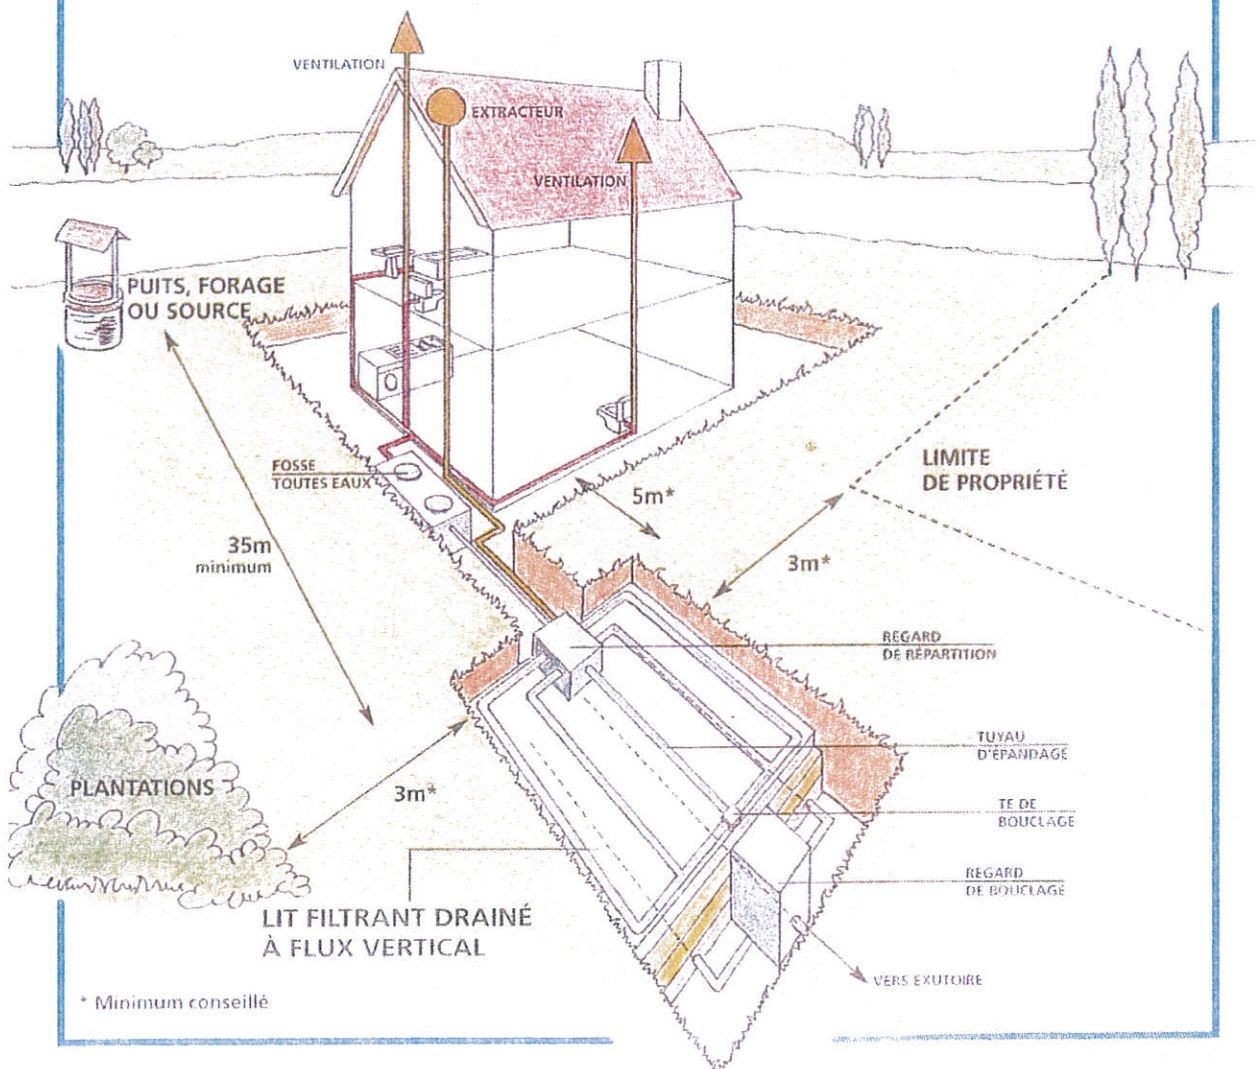 VENTILATION
EXTRACTEUR
VENTILATION
PUITS, FORAGE
OU SOURCE
FOSSE
TOUTES EAUX
LIMITE
DE PROPRIÉTÉ
5m*
35m
minimum
3m*
REGARD
DE RÉPARTITION
TUYAU
D'ÉPANDAGE
PLANTATIONS
3m*
TE DE
BOUCLAGE
REGARD
DE BOUCLAGE
LIT FILTRANT DRAINÉ
À FLUX VERTICAL
VERS EXUTOIRE
* Minimum conseillé